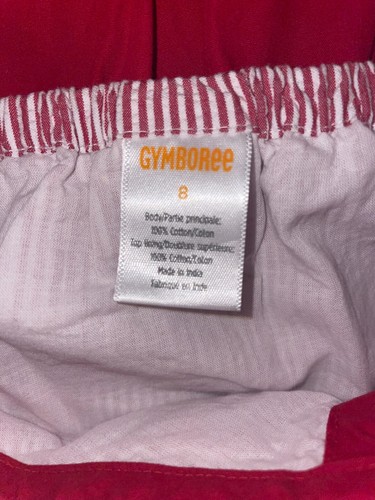 GYMBOREE
8
Body/Partie principale:
100% Cotton/Coton
Top lining/Doublure supérieure:
100% Cotton/Coton
Made in India
Fabriqué en Inde